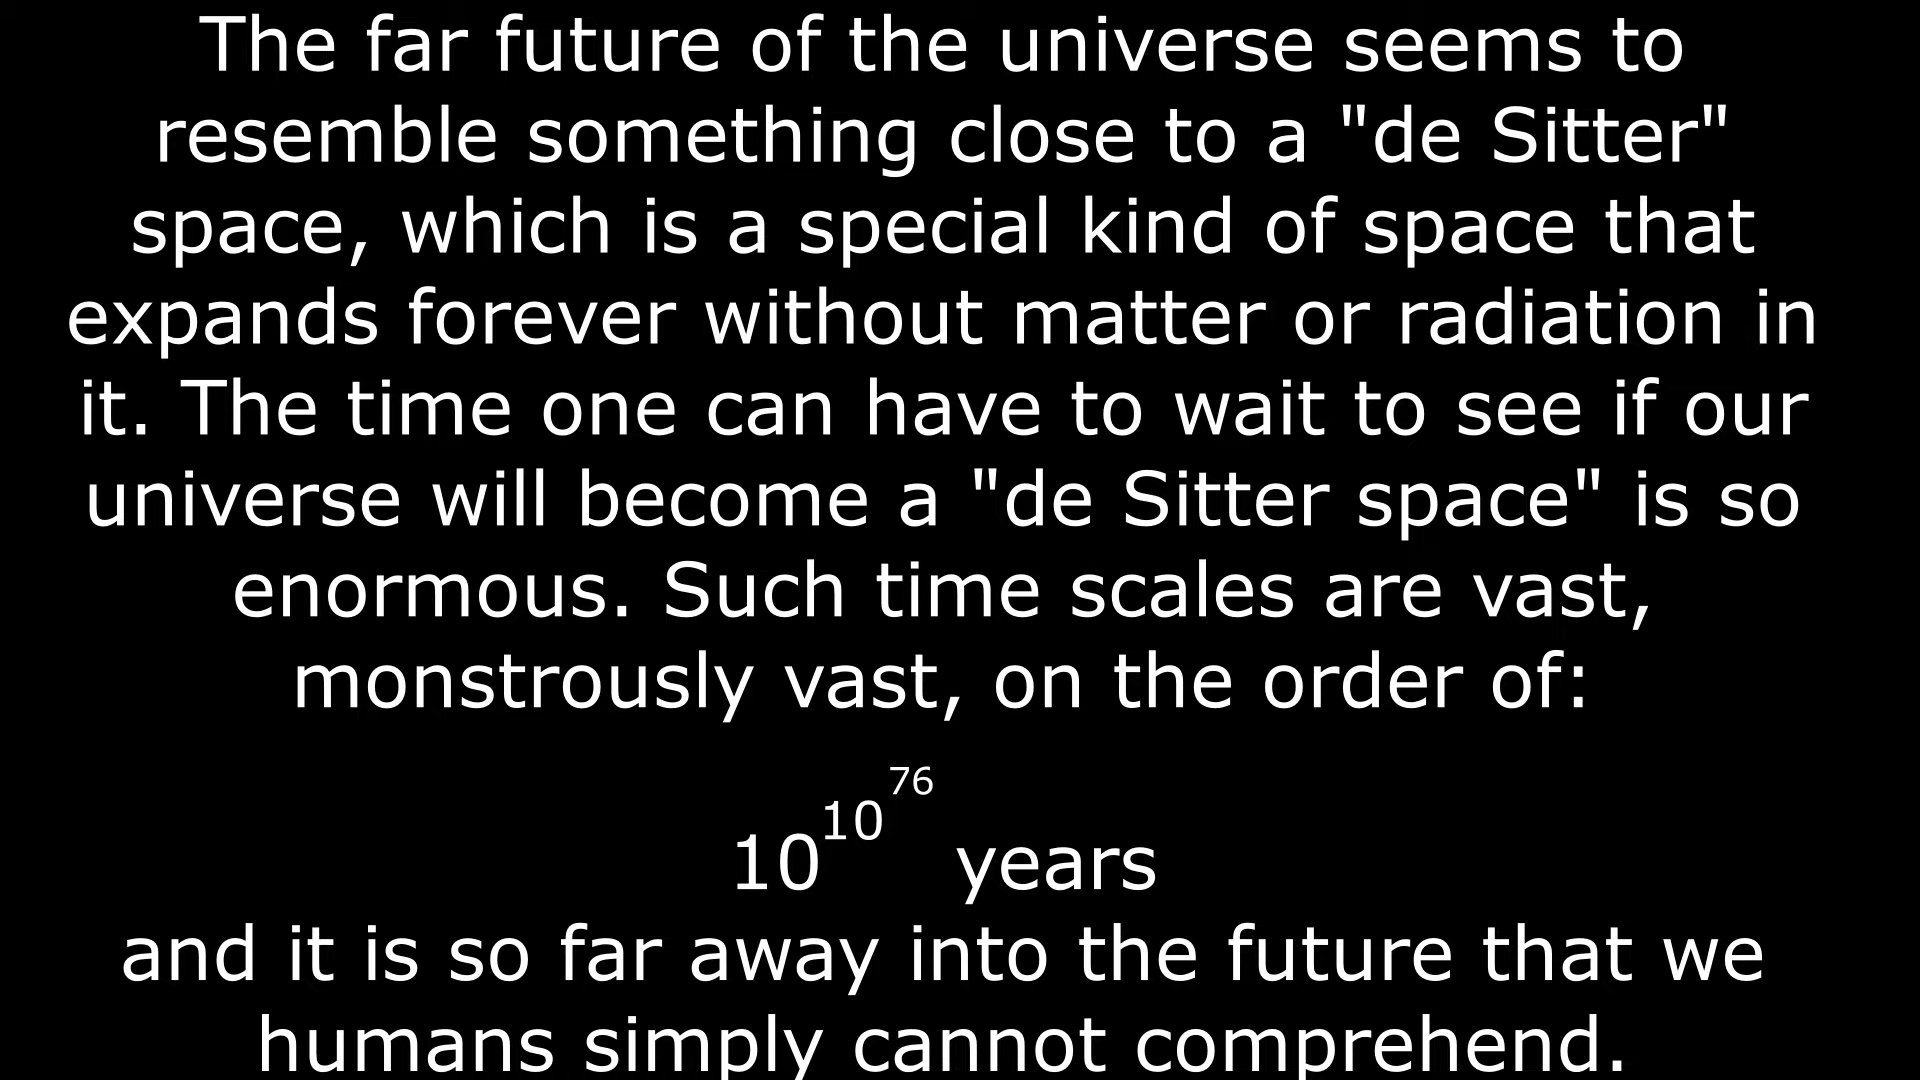 The far future of the universe seems to
resemble something close to a "de Sitter"
space, which is a special kind of space that
expands forever without matter or radiation in
it. The time one can have to wait to see if our
universe will become a "de Sitter space" is so
enormous. Such time scales are vast,
monstrously vast, on the order of:
10^10^76 years
and it is so far away into the future that we
humans simply cannot comprehend.